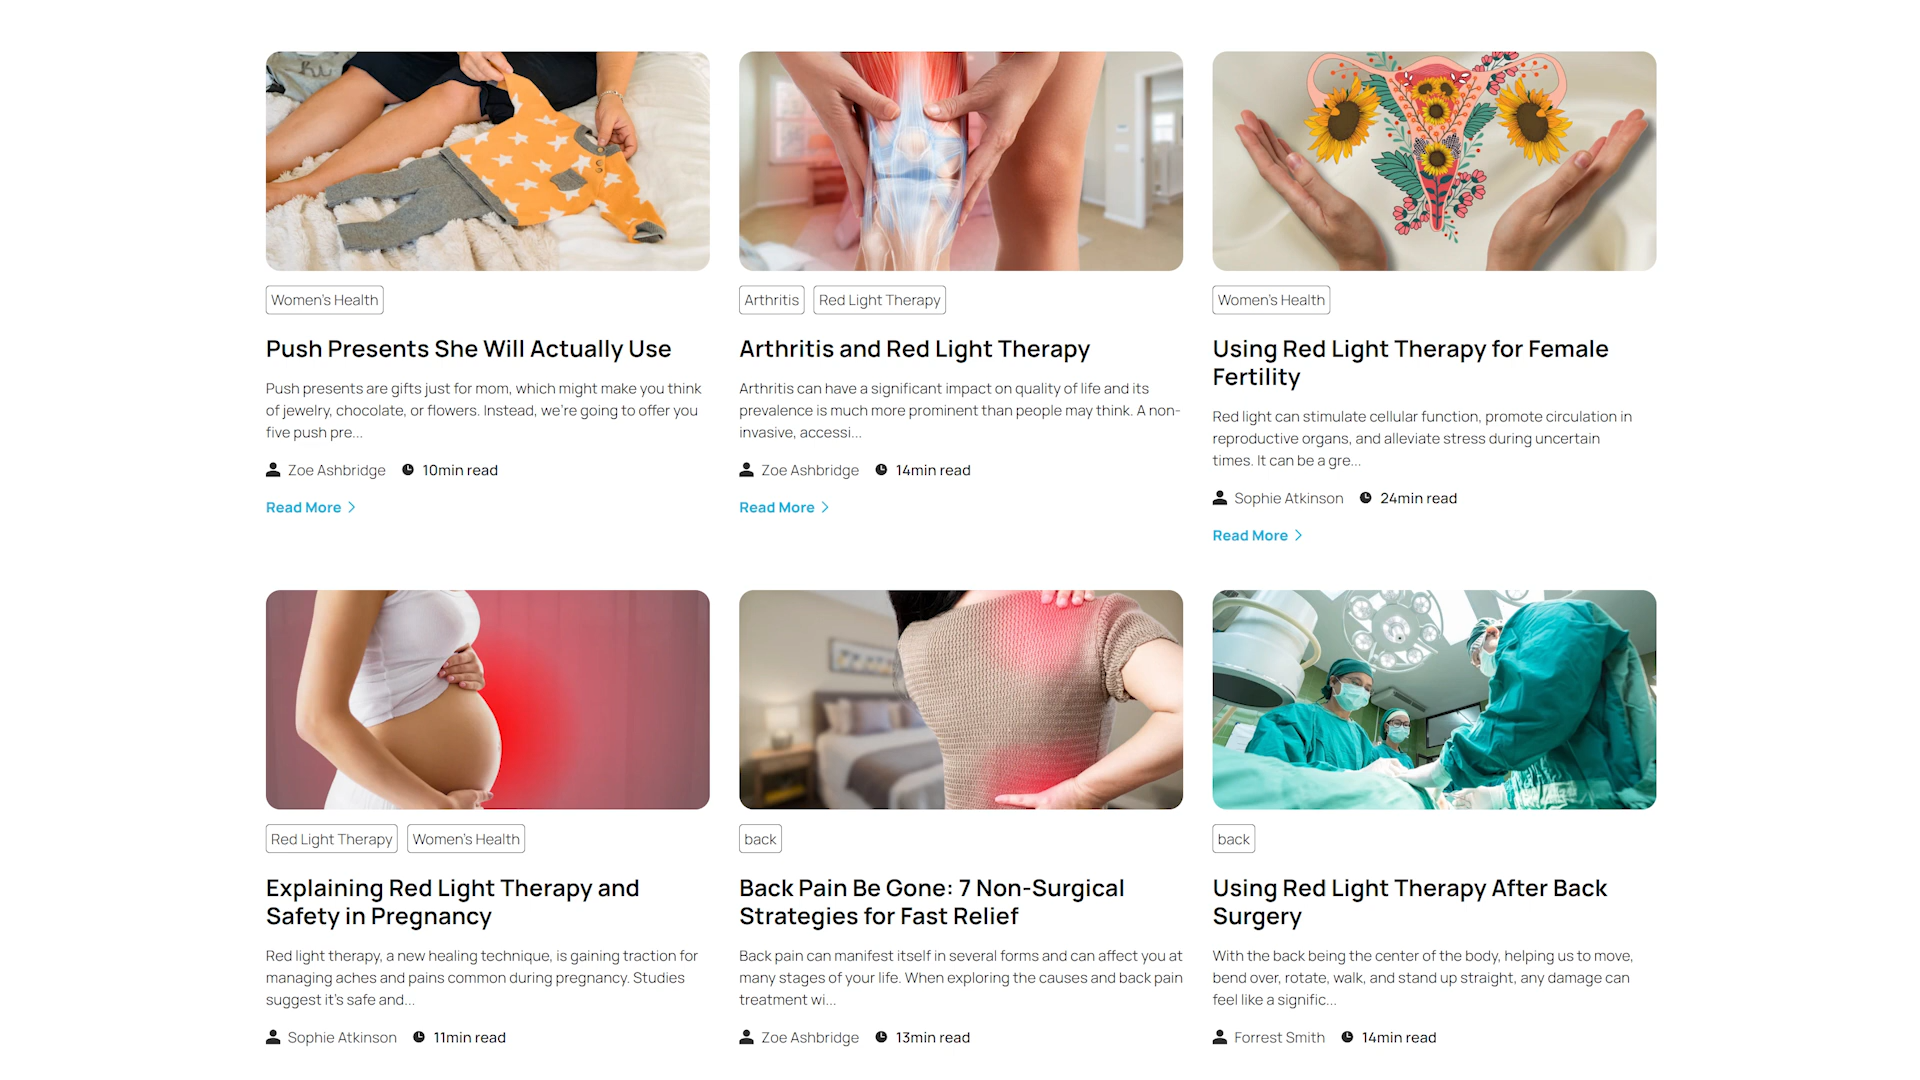 Women's Health
Push Presents She Will Actually Use
Push presents are gifts just for mom, which might make you think
of jewelry, chocolate, or flowers. Instead, we're going to offer you
five push pre...
Zoe Ashbridge 10min read
Read More
Arthritis Red Light Therapy
Arthritis and Red Light Therapy
Arthritis can have a significant impact on quality of life and its
prevalence is much more prominent than people may think. A non-
invasive, accessi...
Zoe Ashbridge 14min read
Read More
Women's Health
Using Red Light Therapy for Female
Fertility
Red light can stimulate cellular function, promote circulation in
reproductive organs, and alleviate stress during uncertain
times. It can be a gre...
Sophie Atkinson 24min read
Read More
Red Light Therapy Women's Health
Explaining Red Light Therapy and
Safety in Pregnancy
Red light therapy, a new healing technique, is gaining traction for
managing aches and pains common during pregnancy. Studies
suggest it's safe and...
Sophie Atkinson 11min read
back
Back Pain Be Gone: 7 Non-Surgical
Strategies for Fast Relief
Back pain can manifest itself in several forms and can affect you at
many stages of your life. When exploring the causes and back pain
treatment wi...
Zoe Ashbridge 13min read
back
Using Red Light Therapy After Back
Surgery
With the back being the center of the body, helping us to move,
bend over, rotate, walk, and stand up straight, any damage can
feel like a signific...
Forrest Smith 14min read